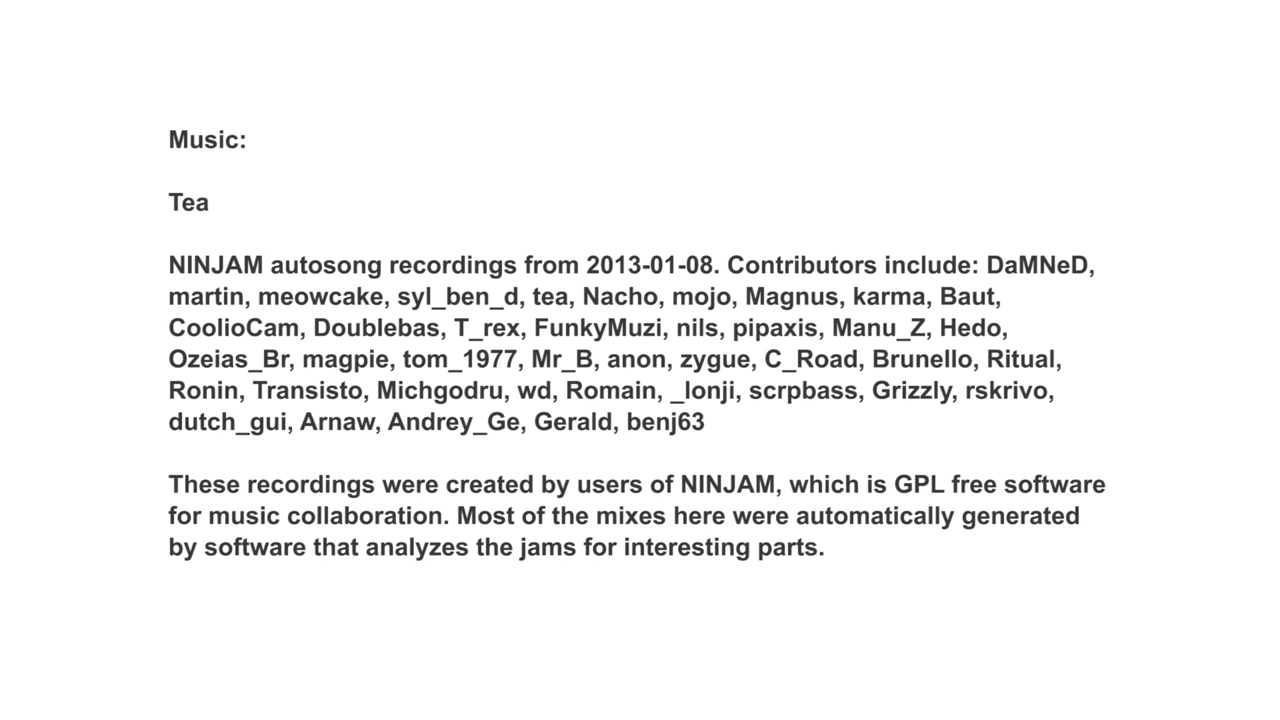 Music:
Tea
NINJAM autosong recordings from 2013-01-08. Contributors include: DaMNeD,
martin, meowcake, syl_ben_d, tea, Nacho, mojo, Magnus, karma, Baut,
CoolioCam, Doublebas, T_rex, FunkyMuzi, nils, pipaxis, Manu_Z, Hedo,
Ozeias_Br, magpie, tom_1977, Mr_B, anon, zygue, C_Road, Brunello, Ritual,
Ronin, Transisto, Michgodru, wd, Romain, _lonji, scrpbass, Grizzly, rskrivo,
dutch_gui, Arnaw, Andrey_Ge, Gerald, benj63
These recordings were created by users of NINJAM, which is GPL free software
for music collaboration. Most of the mixes here were automatically generated
by software that analyzes the jams for interesting parts.